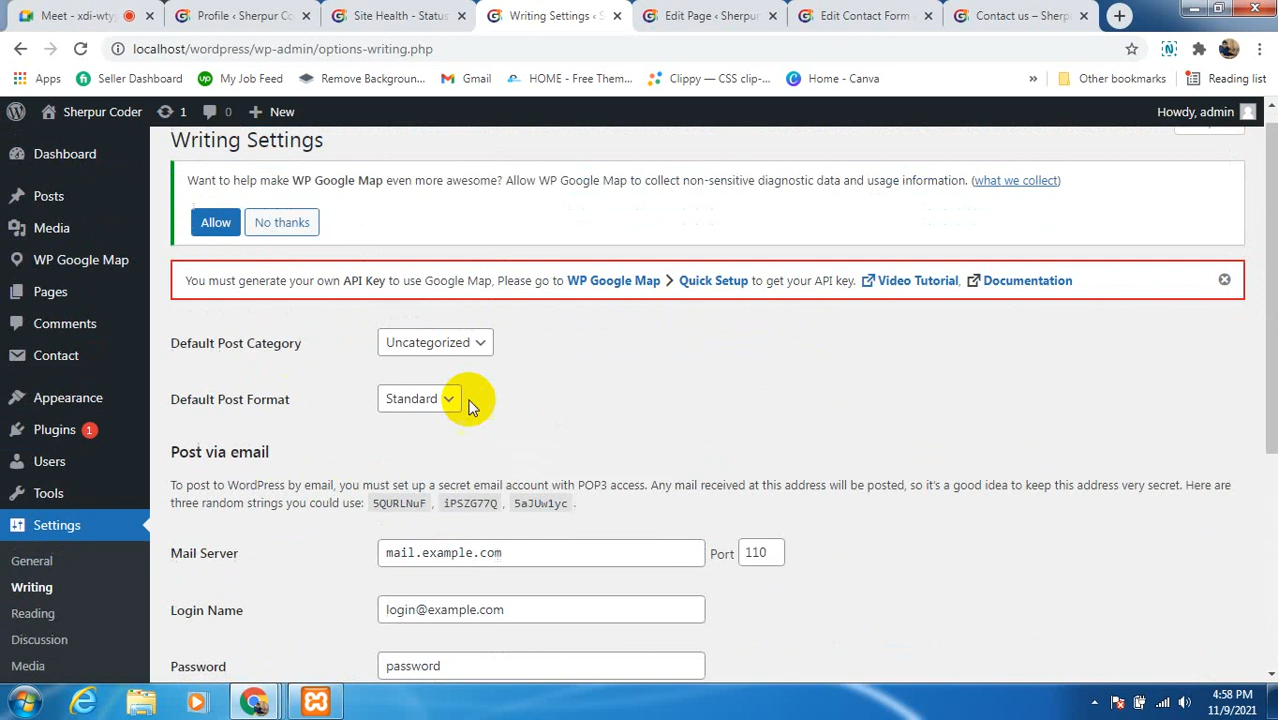 Meet - xdi-wty
Profile ‹ Sherpur Co
Site Health - Status
Writing Settings ‹ S
Edit Page ‹ Sherpu
Edit Contact Form
Contact us – Sherp
localhost/wordpress/wp-admin/options-writing.php
Apps
Seller Dashboard
My Job Feed
Remove Backgroun...
Gmail
HOME - Free Them...
Clippy — CSS clip-...
Home - Canva
»
Other bookmarks
Reading list
Sherpur Coder
1
0
New
Howdy, admin
Dashboard
Posts
Media
WP Google Map
Pages
Comments
Contact
Appearance
Plugins 1
Users
Tools
Settings
General
Writing
Reading
Discussion
Media
Writing Settings
Want to help make WP Google Map even more awesome? Allow WP Google Map to collect non-sensitive diagnostic data and usage information. (what we collect)
Allow
No thanks
You must generate your own API Key to use Google Map, Please go to WP Google Map > Quick Setup to get your API key. Video Tutorial, Documentation
Default Post Category
Uncategorized
Default Post Format
Standard
Post via email
To post to WordPress by email, you must set up a secret email account with POP3 access. Any mail received at this address will be posted, so it's a good idea to keep this address very secret. Here are
three random strings you could use: 5QURLNuF, iPSZG77Q, 5aJUw1yc.
Mail Server
mail.example.com
Port 110
Login Name
login@example.com
Password
password
4:58 PM
11/9/2021